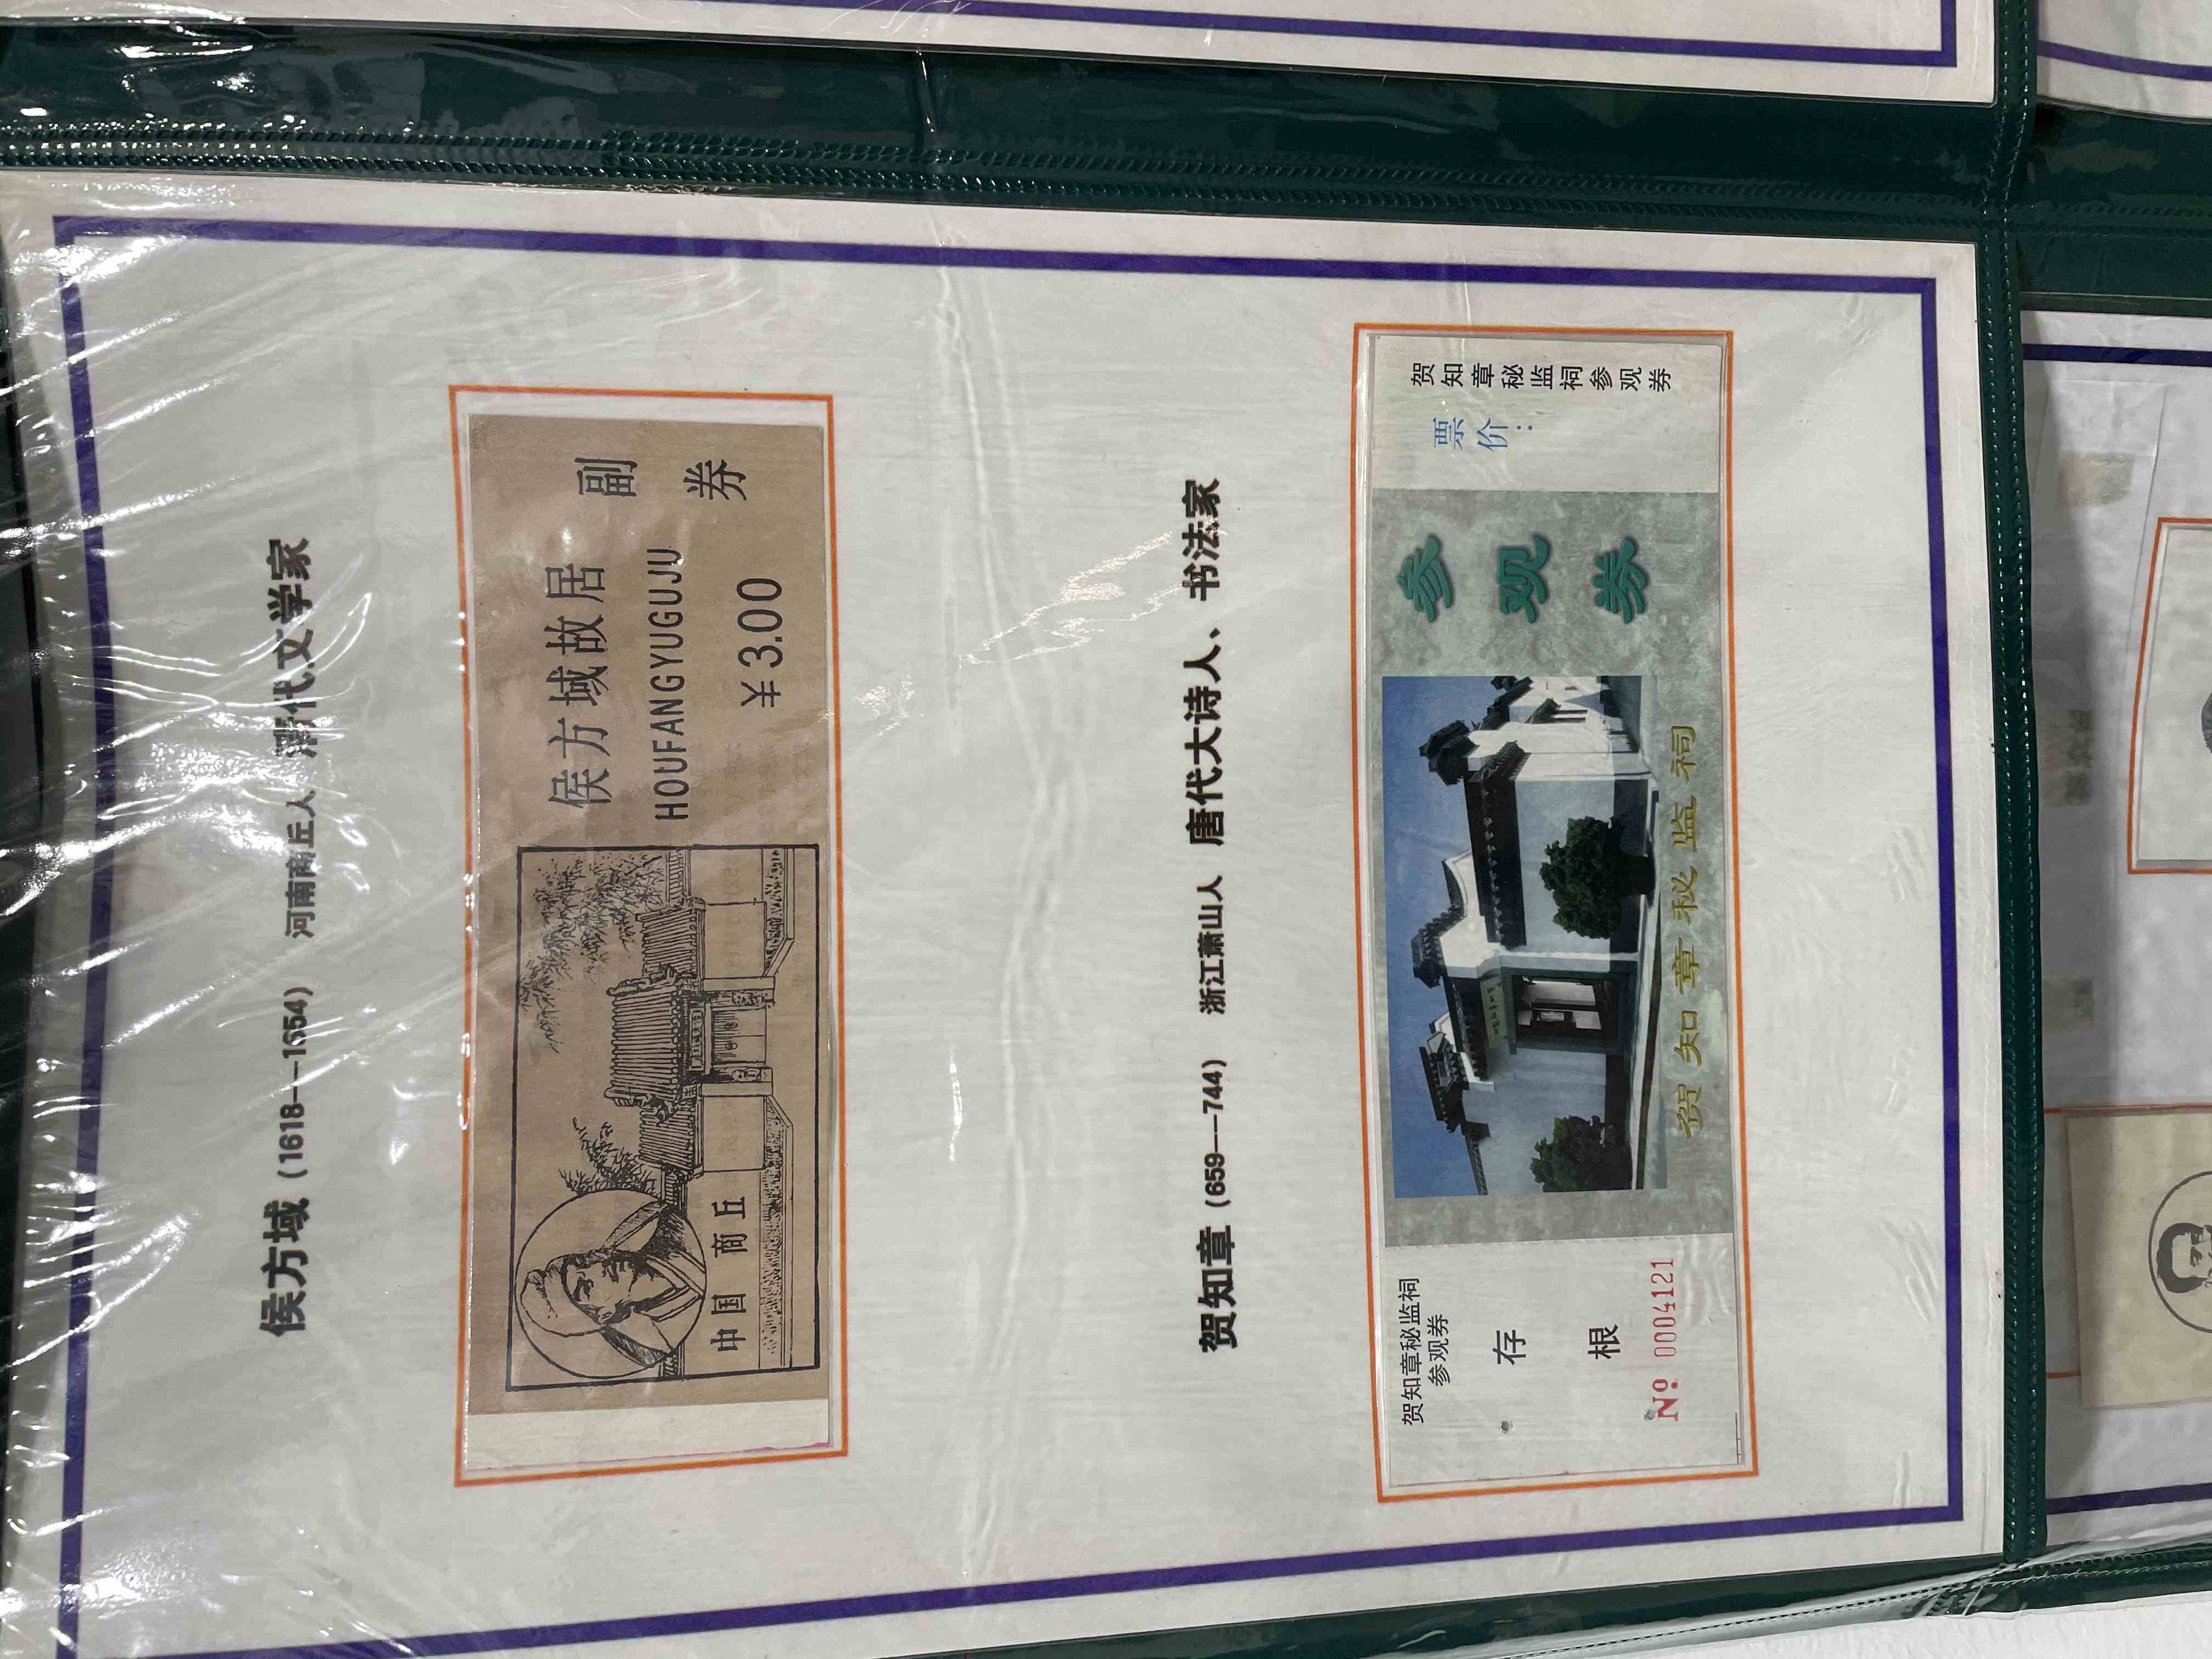 侯方域（1618——1654） 河南商丘人 清代文学家
中国 商丘
侯方域故居
HOUFANGYUGUJU
¥3.00
副券
贺知章（659——744） 浙江萧山人 唐代大诗人、书法家
贺知章秘监祠
参观券
存根
№ 0004121
贺知章秘监祠
参观券
票价：
贺知章秘监祠参观券